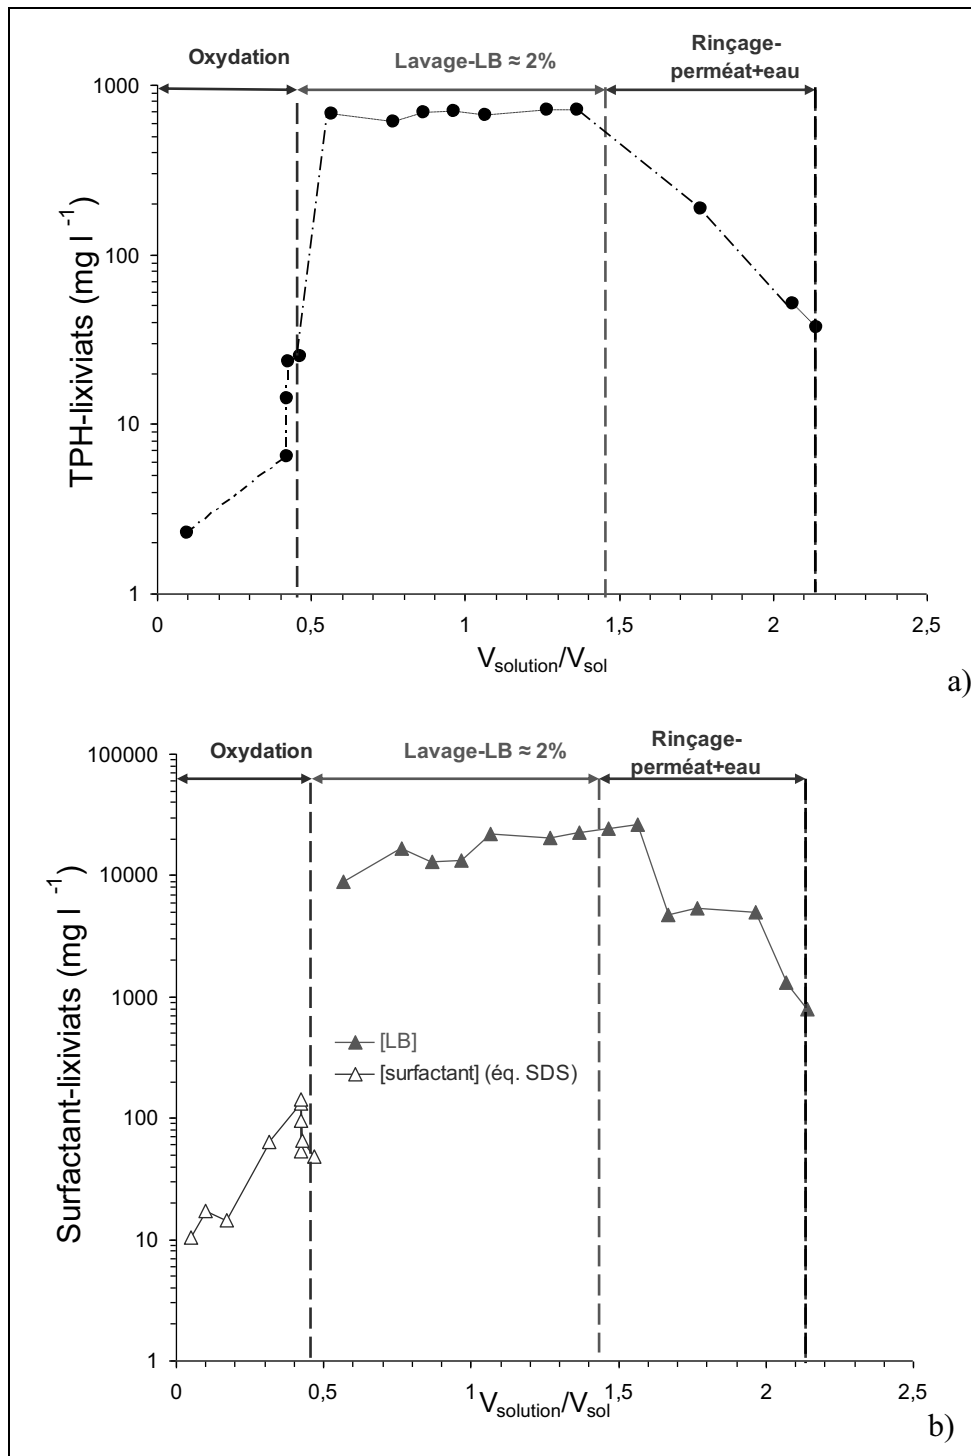 Oxydation
Lavage-LB ≈ 2%
Rinçage-
perméat+eau
TPH-lixiviats (mg l -1)
1000
100
10
1
0
0,5
1
1,5
2
2,5
Vsolution/Vsol
a)
Oxydation
Lavage-LB ≈ 2%
Rinçage-
perméat+eau
Surfactant-lixiviats (mg l -1)
100000
10000
1000
100
10
1
[LB]
[surfactant] (éq. SDS)
0
0,5
1
1,5
2
2,5
Vsolution/Vsol
b)